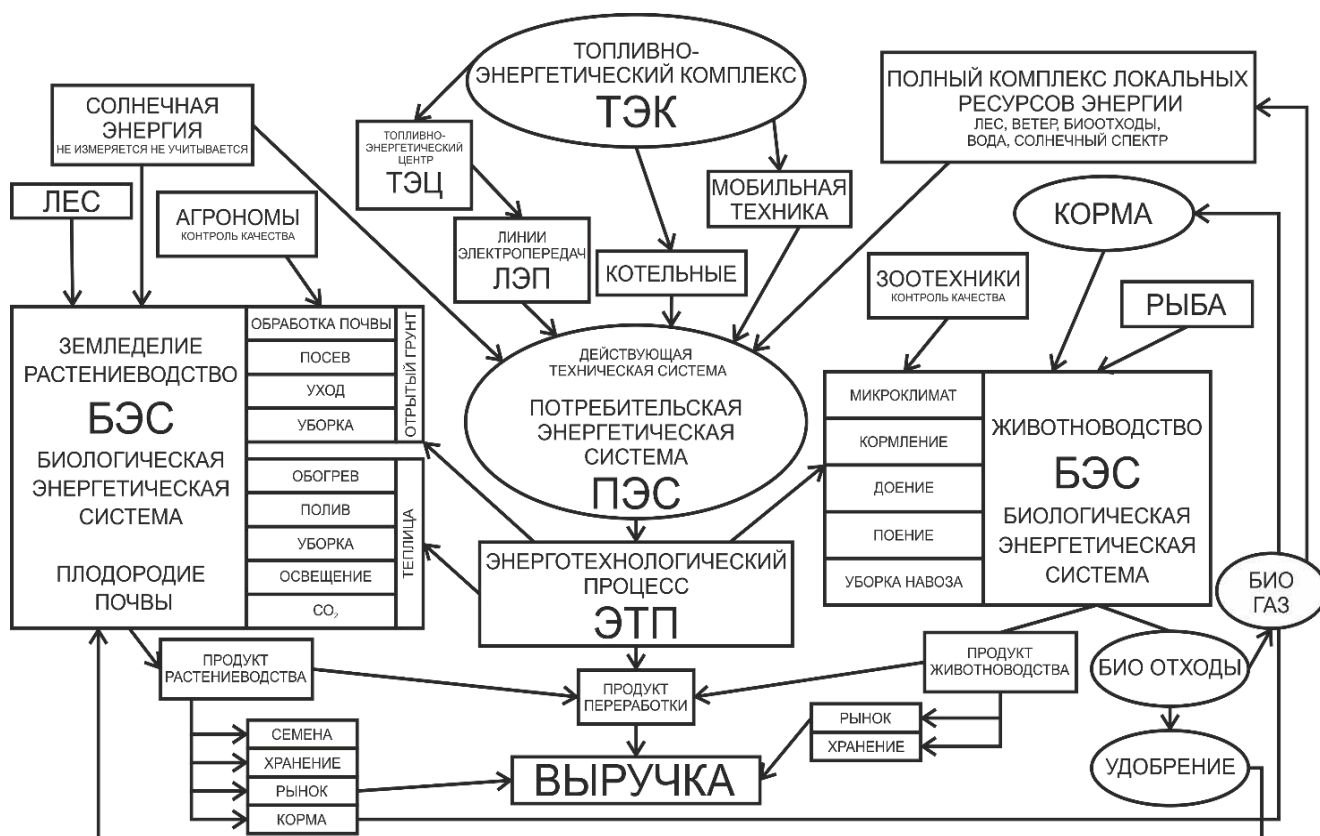 ТОПЛИВНО-
ЭНЕРГЕТИЧЕСКИЙ КОМПЛЕКС
ТЭК
СОЛНЕЧНАЯ
ЭНЕРГИЯ
НЕ ИЗМЕРЯЕТСЯ НЕ УЧИТЫВАЕТСЯ
ТОПЛИВНО-
ЭНЕРГЕТИЧЕСКИЙ
ЦЕНТР
ТЭЦ
ПОЛНЫЙ КОМПЛЕКС ЛОКАЛЬНЫХ
РЕСУРСОВ ЭНЕРГИИ
ЛЕС, ВЕТЕР, БИООТХОДЫ,
ВОДА, СОЛНЕЧНЫЙ СПЕКТР
ЛЕС
АГРОНОМЫ
КОНТРОЛЬ КАЧЕСТВА
МОБИЛЬНАЯ
ТЕХНИКА
КОРМА
ЛИНИИ
ЭЛЕКТРОПЕРЕДАЧ
ЛЭП
КОТЕЛЬНЫЕ
ЗООТЕХНИКИ
КОНТРОЛЬ КАЧЕСТВА
РЫБА
ЗЕМЛЕДЕЛИЕ
РАСТЕНИЕВОДСТВО
БЭС
БИОЛОГИЧЕСКАЯ
ЭНЕРГЕТИЧЕСКАЯ
СИСТЕМА
ПЛОДОРОДИЕ
ПОЧВЫ
ОБРАБОТКА ПОЧВЫ
ПОСЕВ
УХОД
УБОРКА
ОТРЫТЫЙ ГРУНТ
ОБОГРЕВ
ПОЛИВ
УБОРКА
ОСВЕЩЕНИЕ
CO₂
ТЕПЛИЦА
ДЕЙСТВУЮЩАЯ
ТЕХНИЧЕСКАЯ СИСТЕМА
ПОТРЕБИТЕЛЬСКАЯ
ЭНЕРГЕТИЧЕСКАЯ
СИСТЕМА
ПЭС
МИКРОКЛИМАТ
КОРМЛЕНИЕ
ДОЕНИЕ
ПОЕНИЕ
УБОРКА НАВОЗА
ЖИВОТНОВОДСТВО
БЭС
БИОЛОГИЧЕСКАЯ
ЭНЕРГЕТИЧЕСКАЯ
СИСТЕМА
ЭНЕРГОТЕХНОЛОГИЧЕСКИЙ
ПРОЦЕСС
ЭТП
БИО
ГАЗ
ПРОДУКТ
РАСТЕНИЕВОДСТВА
ПРОДУКТ
ПЕРЕРАБОТКИ
ПРОДУКТ
ЖИВОТНОВОДСТВА
БИО ОТХОДЫ
СЕМЕНА
ХРАНЕНИЕ
РЫНОК
КОРМА
РЫНОК
ХРАНЕНИЕ
ВЫРУЧКА
УДОБРЕНИЕ